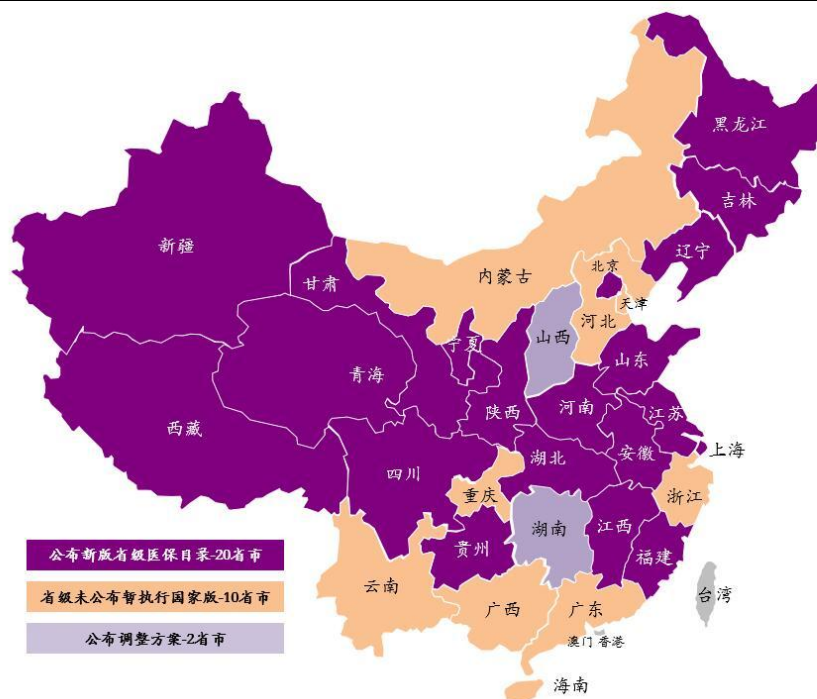 黑龙江
吉林
辽宁
新疆
甘肃
内蒙古
北京
天津
河北
山西
宁夏
山东
青海
陕西
河南
江苏
西藏
四川
湖北
安徽
上海
重庆
浙江
湖南
江西
贵州
福建
云南
广西
广东
台湾
澳门 香港
海南
公布新版省级医保目录-20省市
省级未公布暂执行国家版-10省市
公布调整方案-2省市